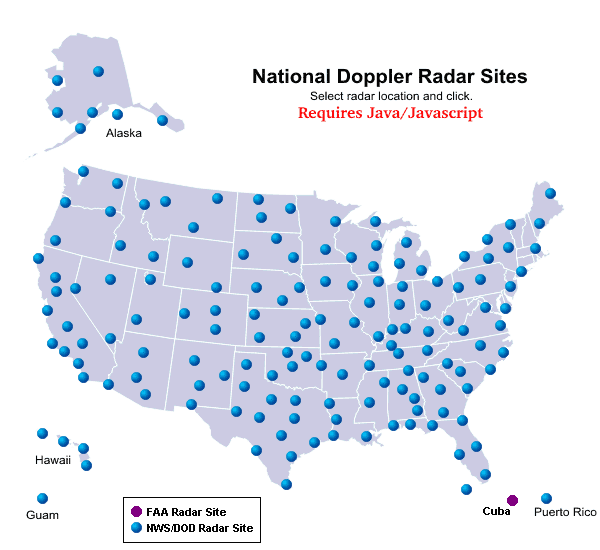 National Doppler Radar Sites
Select radar location and click.
Requires Java/Javascript
Alaska
Hawaii
Guam
FAA Radar Site
NWS/DOD Radar Site
Cuba
Puerto Rico